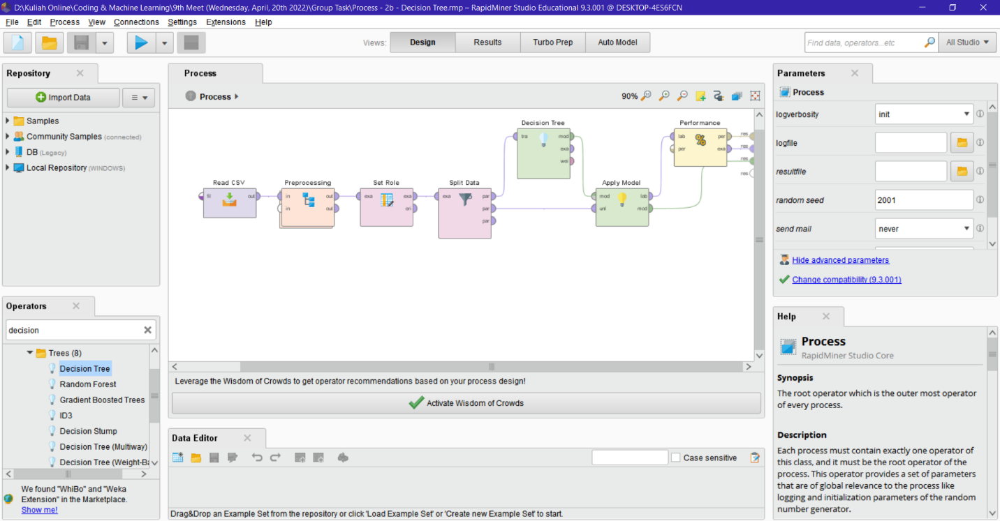 D:\Kuliah Online\Coding & Machine Learning\9th Meet (Wednesday, April, 20th 2022)\Group Task\Process - 2b - Decision Tree.rmp – RapidMiner Studio Educational 9.3.001 @ DESKTOP-4ES6FCN
File Edit Process View Connections Settings Extensions Help
Views: Design Results Turbo Prep Auto Model
Find data, operators...etc
All Studio
Repository
Import Data
Samples
Community Samples (connected)
DB (Legacy)
Local Repository (WINDOWS)
Operators
decision
Trees (8)
Decision Tree
Random Forest
Gradient Boosted Trees
ID3
Decision Stump
Decision Tree (Multiway)
Decision Tree (Weight-Ba
We found "WhiBo" and "Weka
Extension" in the Marketplace.
Show me!
Process
Process
90%
Decision Tree
tra mod
exa
wei
Performance
lab per
per exa
res
res
res
res
Read CSV
fil out
Preprocessing
in out
in out
Set Role
exa exa
ori
Split Data
exa par
par
par
Apply Model
mod lab
unl mod
Leverage the Wisdom of Crowds to get operator recommendations based on your process design!
Activate Wisdom of Crowds
Data Editor
Case sensitive
Drag&Drop an Example Set from the repository or click 'Load Example Set' or 'Create new Example Set' to start.
Parameters
Process
logverbosity init
logfile
resultfile
random seed 2001
send mail never
Hide advanced parameters
Change compatibility (9.3.001)
Help
Process
RapidMiner Studio Core
Synopsis
The root operator which is the outer most operator
of every process.
Description
Each process must contain exactly one operator of
this class, and it must be the root operator of the
process. This operator provides a set of parameters
that are of global relevance to the process like
logging and initialization parameters of the random
number generator.